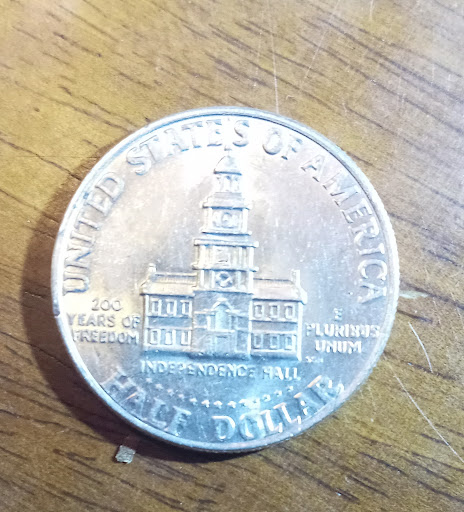 UNITED STATES OF AMERICA
200
YEARS OF
FREEDOM
E
PLURIBUS
UNUM
INDEPENDENCE HALL
HALF DOLLAR